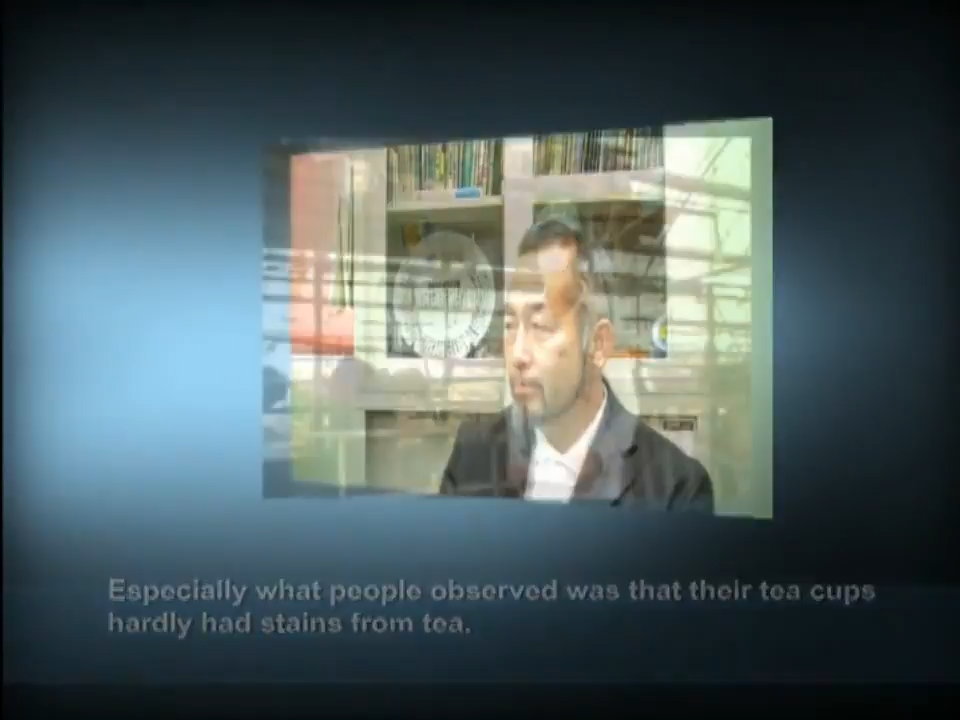 Especially what people observed was that their tea cups
hardly had stains from tea.